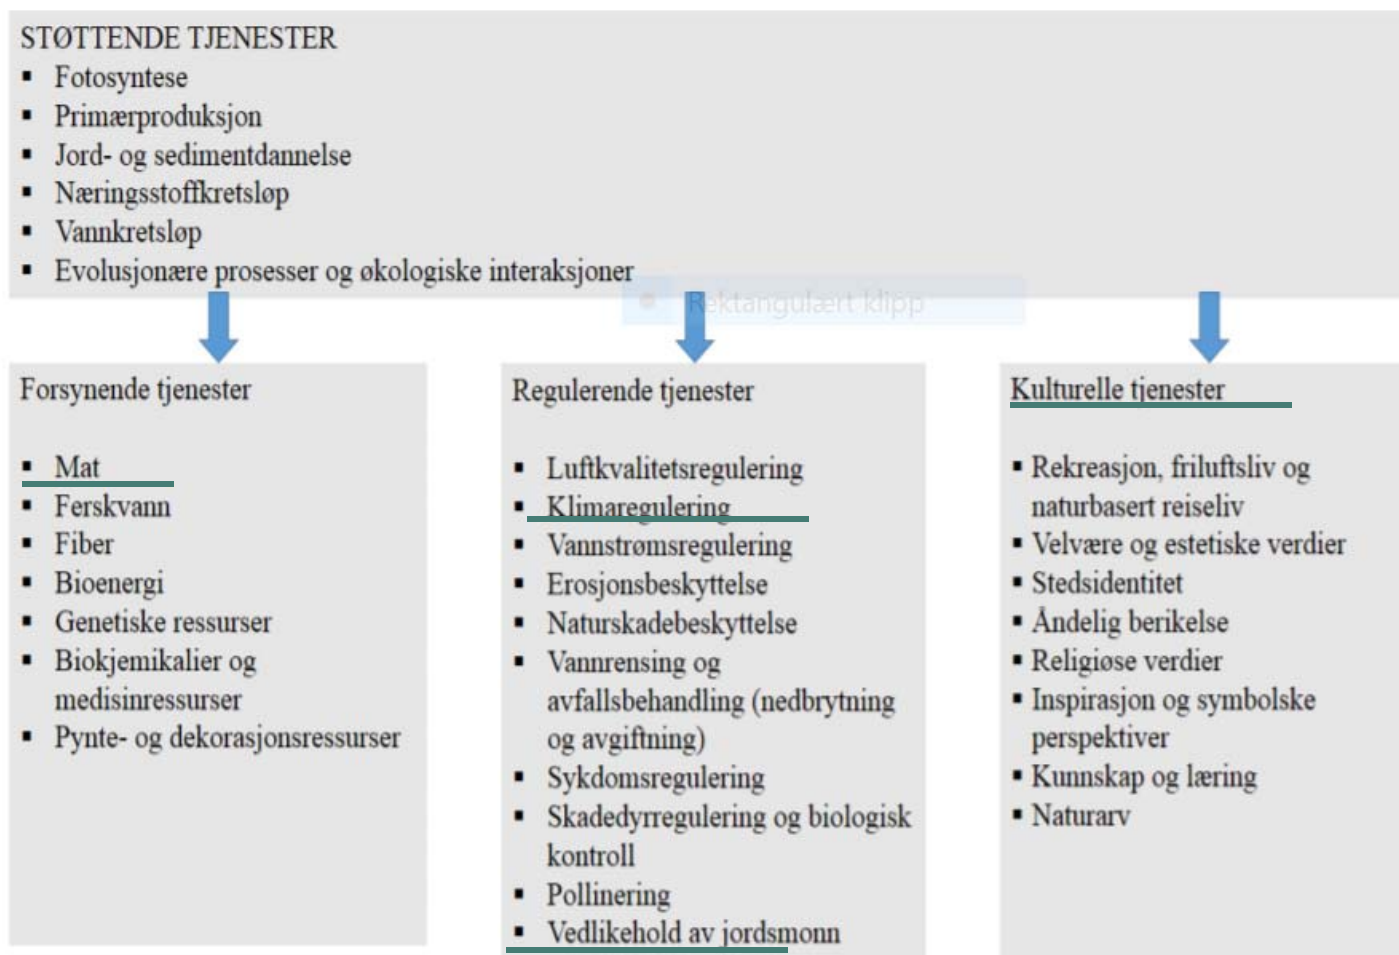 STØTTENDE TJENESTER
▪ Fotosyntese
▪ Primærproduksjon
▪ Jord- og sedimentdannelse
▪ Næringsstoffkretsløp
▪ Vannkretsløp
▪ Evolusjonære prosesser og økologiske interaksjoner
Rektangulært klipp
Forsynende tjenester
▪ Mat
▪ Ferskvann
▪ Fiber
▪ Bioenergi
▪ Genetiske ressurser
▪ Biokjemikalier og
medisinressurser
▪ Pynte- og dekorasjonsressurser
Regulerende tjenester
▪ Luftkvalitetsregulering
▪ Klimaregulering
▪ Vannstrømsregulering
▪ Erosjonsbeskyttelse
▪ Naturskadebeskyttelse
▪ Vannrensing og
avfallsbehandling (nedbrytning
og avgiftning)
▪ Sykdomsregulering
▪ Skadedyrregulering og biologisk
kontroll
▪ Pollinering
▪ Vedlikehold av jordsmonn
Kulturelle tjenester
▪ Rekreasjon, friluftsliv og
naturbasert reiseliv
▪ Velvære og estetiske verdier
▪ Stedsidentitet
▪ Åndelig berikelse
▪ Religiøse verdier
▪ Inspirasjon og symbolske
perspektiver
▪ Kunnskap og læring
▪ Naturarv